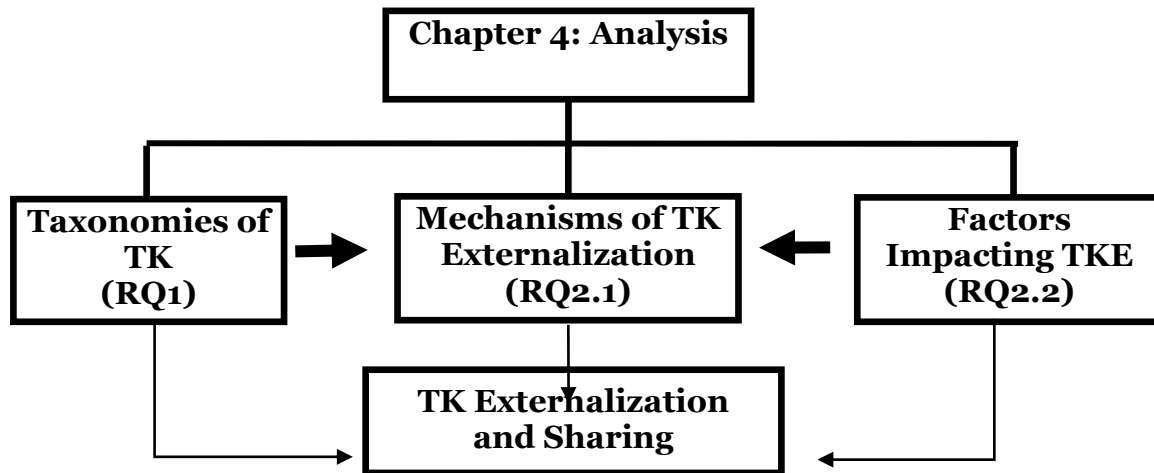 Chapter 4: Analysis
Taxonomies of
TK
(RQ1)
Mechanisms of TK
Externalization
(RQ2.1)
Factors
Impacting TKE
(RQ2.2)
TK Externalization
and Sharing